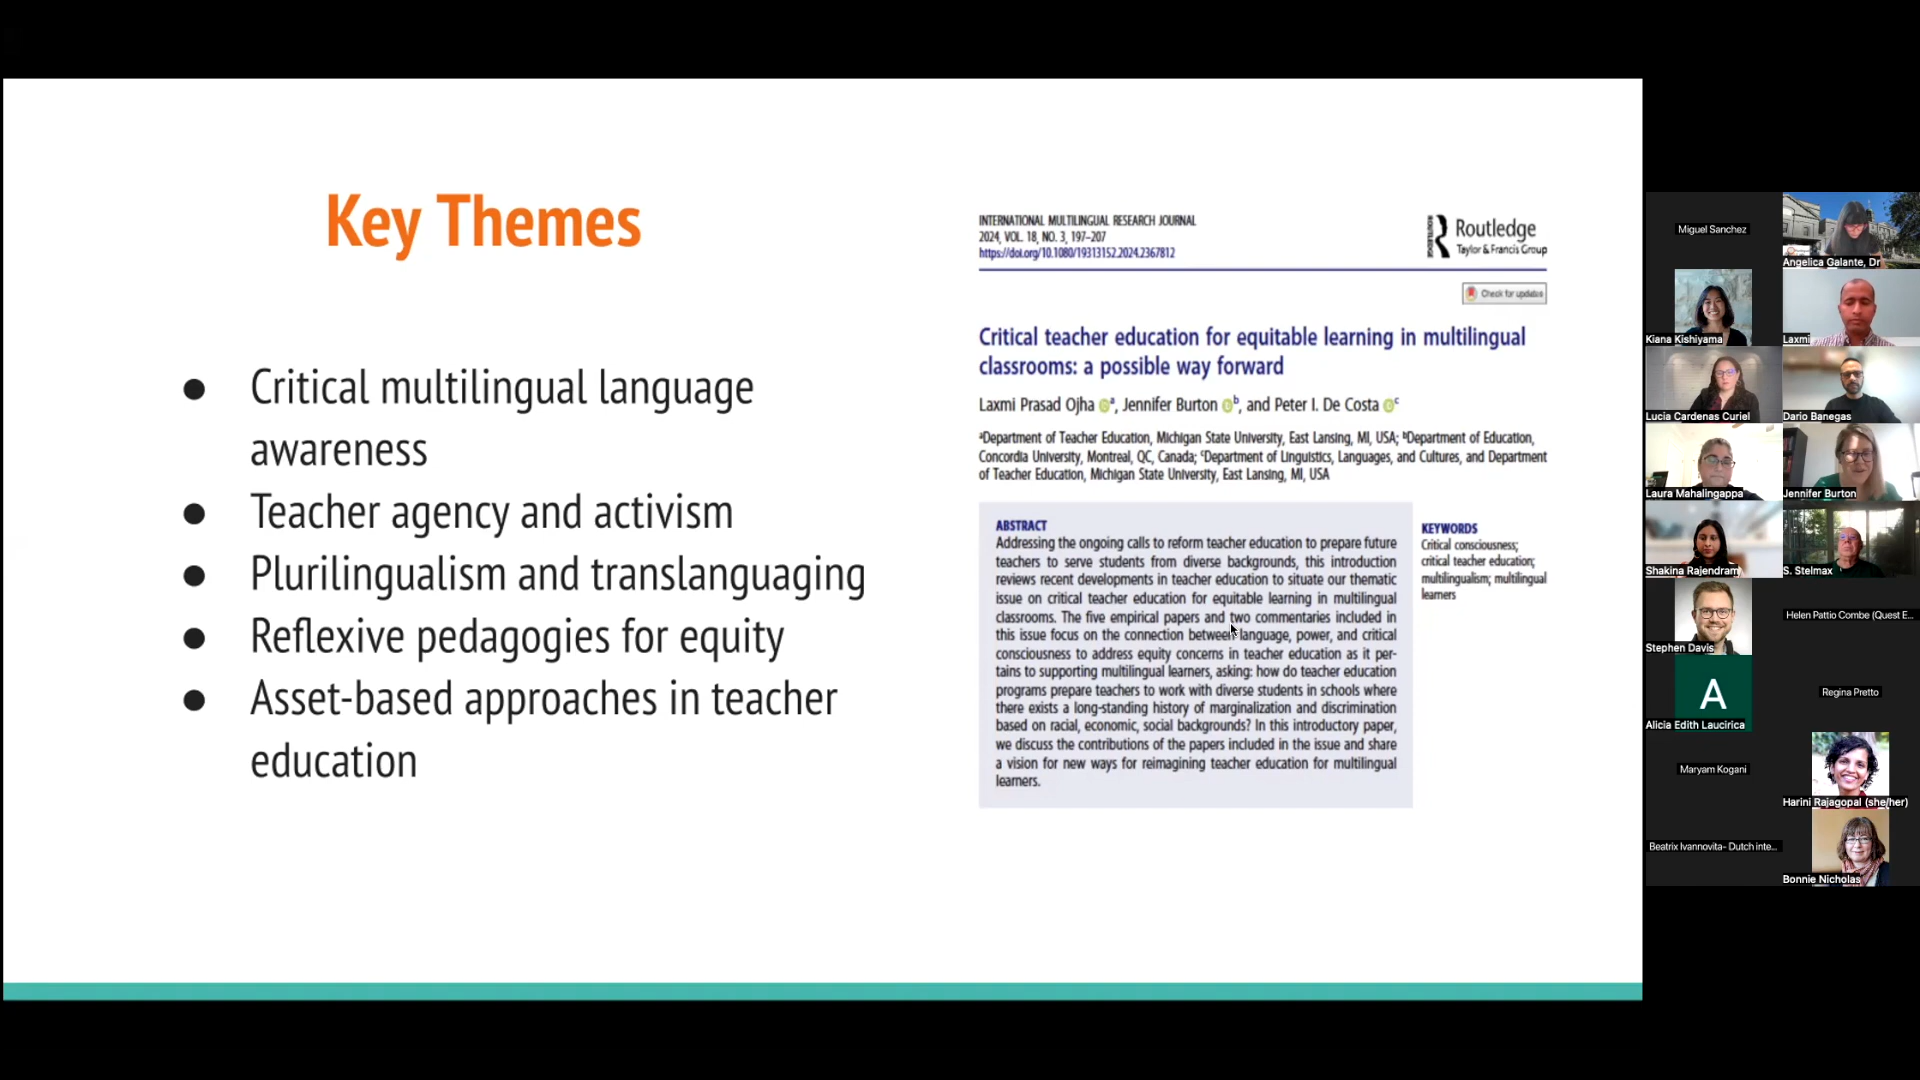 Key Themes
● Critical multilingual language
awareness
● Teacher agency and activism
● Plurilingualism and translanguaging
● Reflexive pedagogies for equity
● Asset-based approaches in teacher
education
INTERNATIONAL MULTILINGUAL RESEARCH JOURNAL
2024, VOL. 18, NO. 3, 197–207
https://doi.org/10.1080/19313152.2024.2367812
ROUTLEDGE
Routledge
Taylor & Francis Group
Check for updates
Critical teacher education for equitable learning in multilingual
classrooms: a possible way forward
Laxmi Prasad Ojha iD a, Jennifer Burton iD b, and Peter I. De Costa iD c
aDepartment of Teacher Education, Michigan State University, East Lansing, MI, USA; bDepartment of Education,
Concordia University, Montreal, QC, Canada; cDepartment of Linguistics, Languages, and Cultures, and Department
of Teacher Education, Michigan State University, East Lansing, MI, USA
ABSTRACT
Addressing the ongoing calls to reform teacher education to prepare future
teachers to serve students from diverse backgrounds, this introduction
reviews recent developments in teacher education to situate our thematic
issue on critical teacher education for equitable learning in multilingual
classrooms. The five empirical papers and two commentaries included in
this issue focus on the connection between language, power, and critical
consciousness to address equity concerns in teacher education as it per-
tains to supporting multilingual learners, asking: how do teacher education
programs prepare teachers to work with diverse students in schools where
there exists a long-standing history of marginalization and discrimination
based on racial, economic, social backgrounds? In this introductory paper,
we discuss the contributions of the papers included in the issue and share
a vision for new ways for reimagining teacher education for multilingual
learners.
KEYWORDS
Critical consciousness;
critical teacher education;
multilingualism; multilingual
learners
Miguel Sanchez
Angelica Galante, Dr
Kiana Kishiyama
Laxmi
Lucia Cardenas Curiel
Dario Banegas
Laura Mahalingappa
Jennifer Burton
Shakina Rajendram
S. Stelmax
Stephen Davis
Helen Pattio Combe (Quest E...
A
Alicia Edith Laucirica
Regina Pretto
Maryam Kogani
Harini Rajagopal (she/her)
Beatrix Ivannovita- Dutch inte...
Bonnie Nicholas